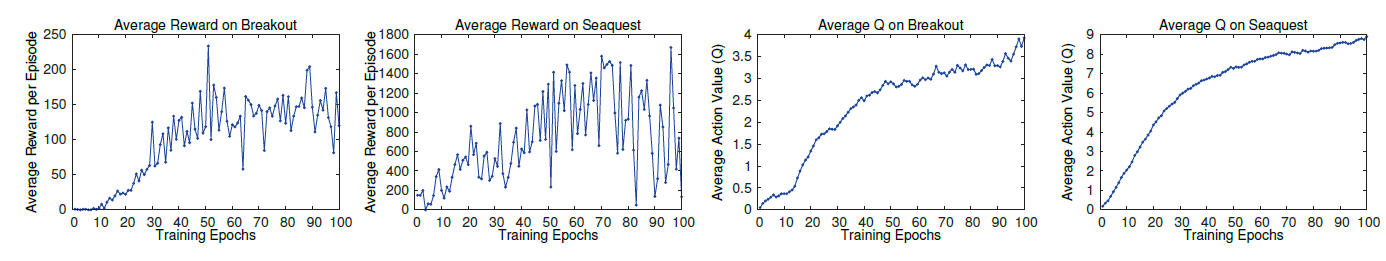 Average Reward on Breakout
Average Reward per Episode
250
200
150
100
50
0
0 10 20 30 40 50 60 70 80 90 100
Training Epochs
Average Reward on Seaquest
Average Reward per Episode
1800
1600
1400
1200
1000
800
600
400
200
0
0 10 20 30 40 50 60 70 80 90 100
Training Epochs
Average Q on Breakout
Average Action Value (Q)
4
3.5
3
2.5
2
1.5
1
0.5
0
0 10 20 30 40 50 60 70 80 90 100
Training Epochs
Average Q on Seaquest
Average Action Value (Q)
9
8
7
6
5
4
3
2
1
0
0 10 20 30 40 50 60 70 80 90 100
Training Epochs